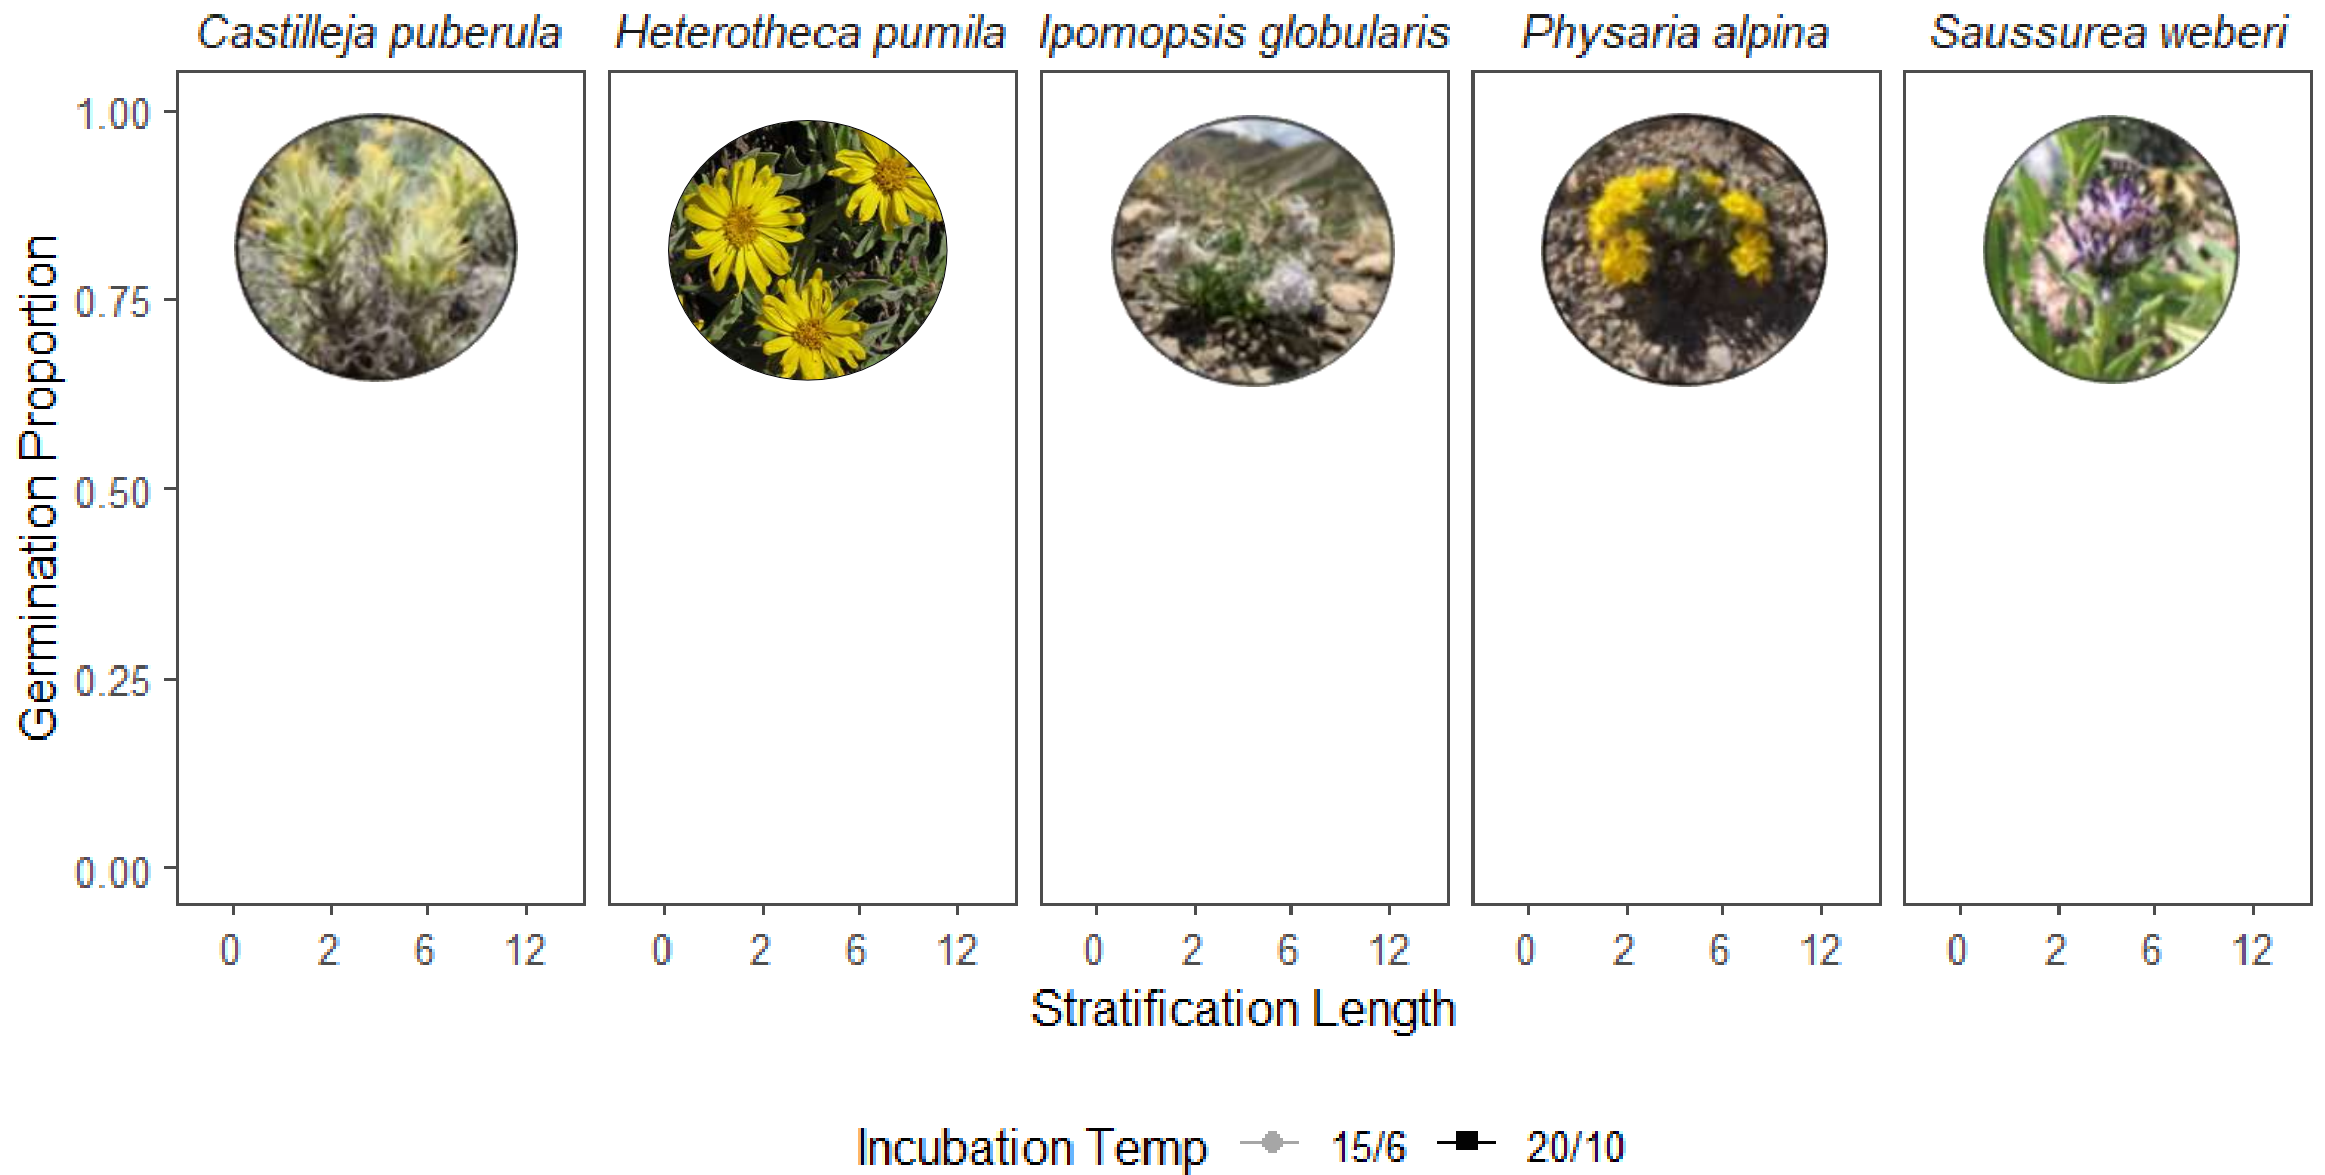 Castilleja puberula Heterotheca pumila Ipomopsis globularis Physaria alpina Saussurea weberi
1.00
0.75
0.50
0.25
0.00
Germination Proportion
0 2 6 12 0 2 6 12 0 2 6 12 0 2 6 12 0 2 6 12
Stratification Length
Incubation Temp 15/6 20/10